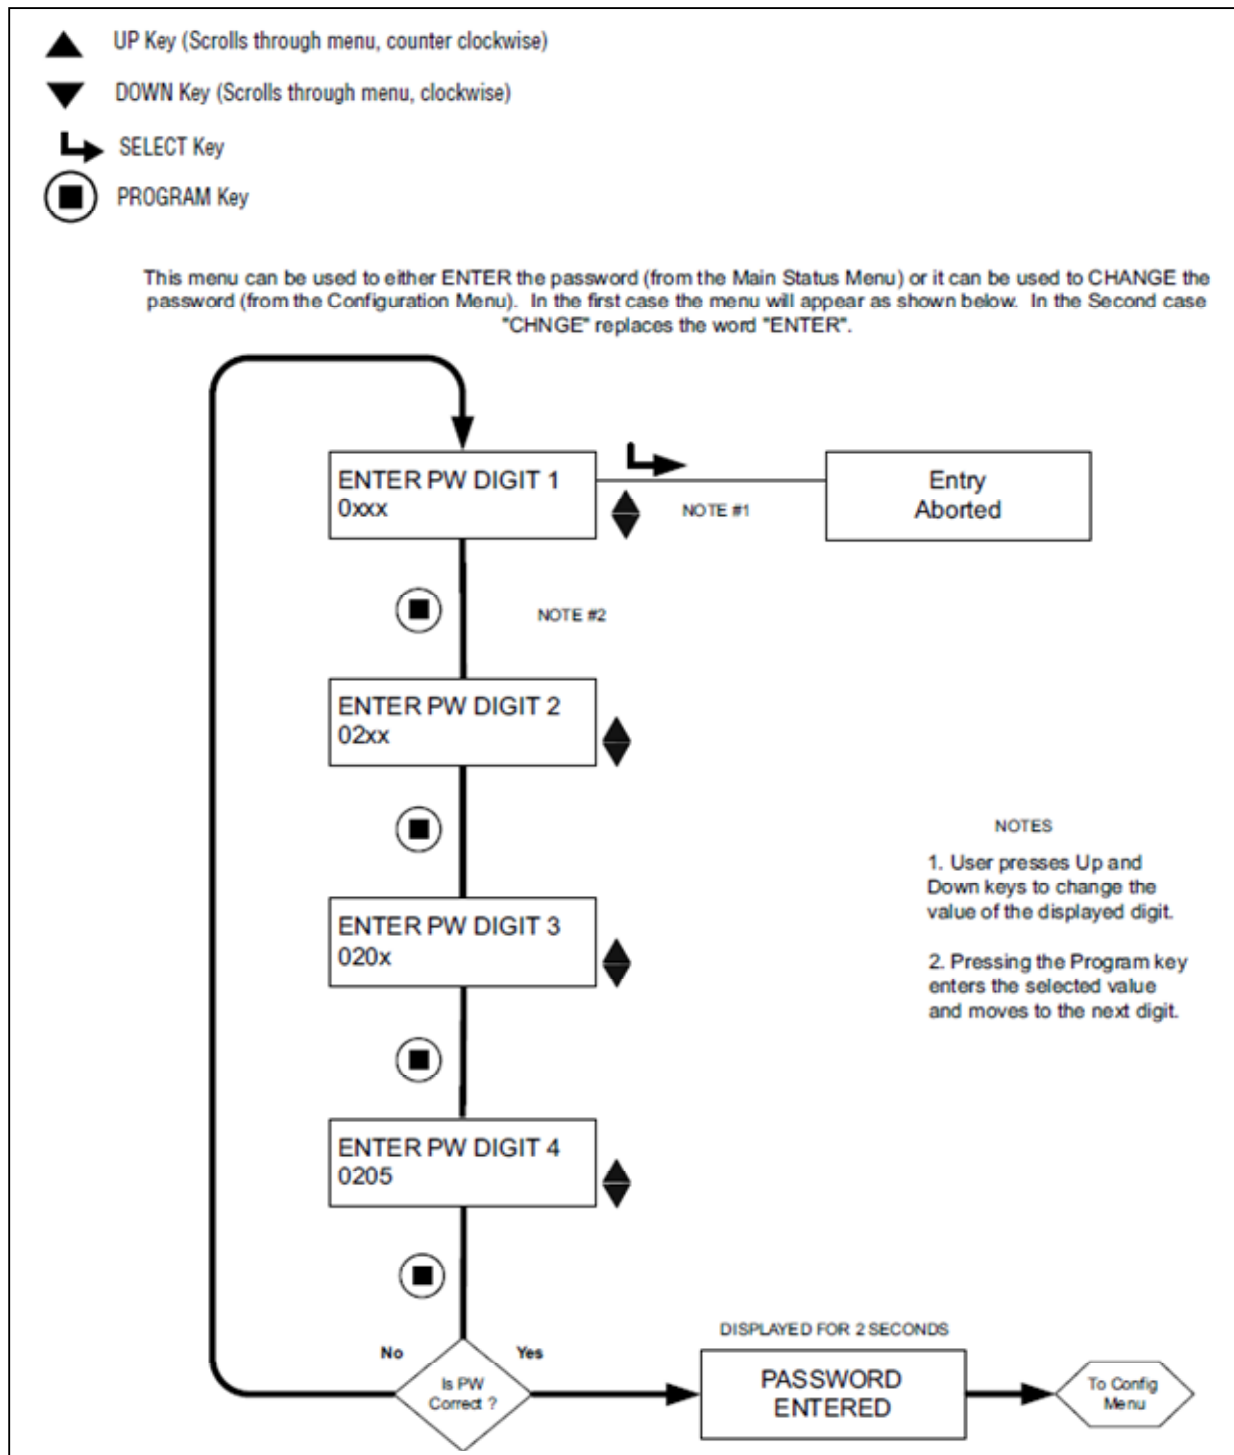 UP Key (Scrolls through menu, counter clockwise)
DOWN Key (Scrolls through menu, clockwise)
SELECT Key
PROGRAM Key
This menu can be used to either ENTER the password (from the Main Status Menu) or it can be used to CHANGE the
password (from the Configuration Menu). In the first case the menu will appear as shown below. In the Second case
"CHNGE" replaces the word "ENTER".
ENTER PW DIGIT 1
0xxx
NOTE #1
Entry
Aborted
NOTE #2
ENTER PW DIGIT 2
02xx
ENTER PW DIGIT 3
020x
ENTER PW DIGIT 4
0205
NOTES
1. User presses Up and
Down keys to change the
value of the displayed digit.
2. Pressing the Program key
enters the selected value
and moves to the next digit.
No
Is PW
Correct ?
Yes
DISPLAYED FOR 2 SECONDS
PASSWORD
ENTERED
To Config
Menu